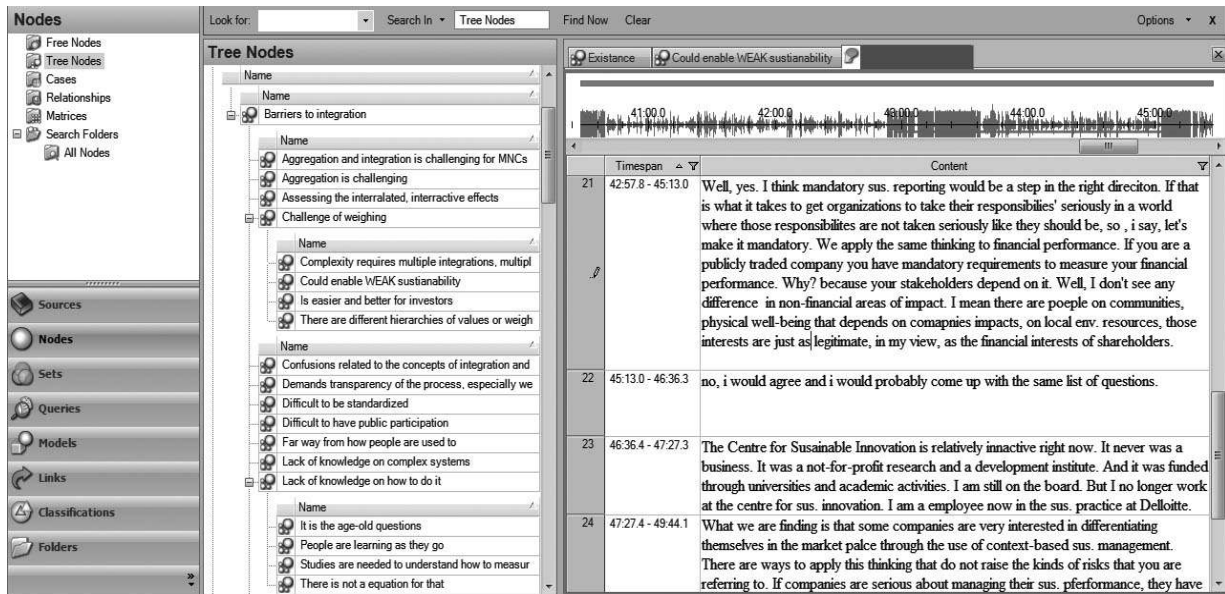 Nodes
Free Nodes
Tree Nodes
Cases
Relationships
Matrices
Search Folders
All Nodes
Sources
Nodes
Sets
Queries
Models
Links
Classifications
Folders
Look for:
Search In
Tree Nodes
Find Now
Clear
Options
X
Tree Nodes
Name
Name
Barriers to integration
Name
Aggregation and integration is challenging for MNCs
Aggregation is challenging
Assessing the interralated, interractive effects
Challenge of weighing
Name
Complexity requires multiple integrations, multipl
Could enable WEAK sustianability
Is easier and better for investors
There are different hierarchies of values or weigh
Name
Confusions related to the concepts of integration and
Demands transparency of the process, especially we
Difficult to be standardized
Difficult to have public participation
Far way from how people are used to
Lack of knowledge on complex systems
Lack of knowledge on how to do it
Name
It is the age-old questions
People are learning as they go
Studies are needed to understand how to measur
There is not a equation for that
Existance
Could enable WEAK sustianability
41:00.0 42:00.0 43:00.0 44:00.0 45:00.0
Timespan Content
21 42:57.8 - 45:13.0 Well, yes. I think mandatory sus. reporting would be a step in the right direciton. If that
is what it takes to get organizations to take their responsibilies' seriously in a world
where those responsibilites are not taken seriously like they should be, so , i say, let's
make it mandatory. We apply the same thinking to financial performance. If you are a
publicly traded company you have mandatory requirements to measure your financial
performance. Why? because your stakeholders depend on it. Well, I don't see any
difference in non-financial areas of impact. I mean there are poeple on communities,
physical well-being that depends on comapnies impacts, on local env. resources, those
interests are just as legitimate, in my view, as the financial interests of shareholders.
22 45:13.0 - 46:36.3 no, i would agree and i would probably come up with the same list of questions.
23 46:36.4 - 47:27.3 The Centre for Susainable Innovation is relatively innactive right now. It never was a
business. It was a not-for-profit research and a development institute. And it was funded
through universities and academic activities. I am still on the board. But I no longer work
at the centre for sus. innovation. I am a employee now in the sus. practice at Delloitte.
24 47:27.4 - 49:44.1 What we are finding is that some companies are very interested in differentiating
themselves in the market palce through the use of context-based sus. management.
There are ways to apply this thinking that do not raise the kinds of risks that you are
referring to. If companies are serious about managing their sus. pferformance, they have